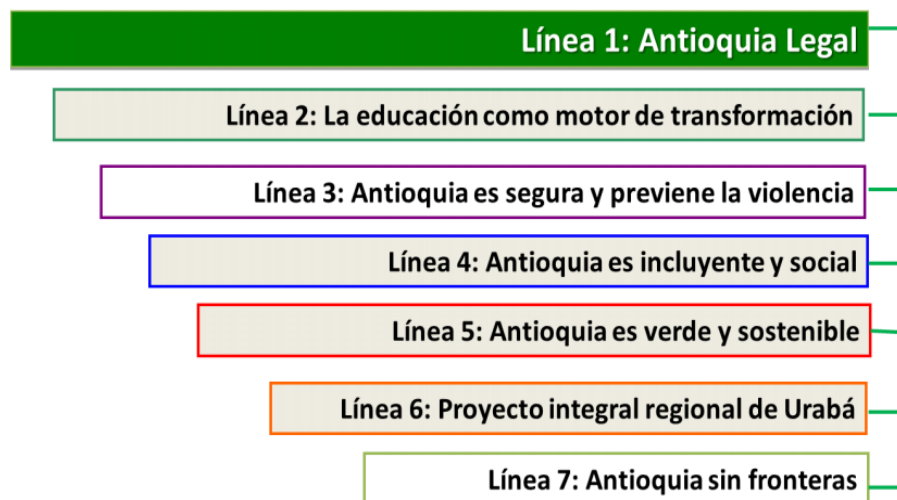 Línea 1: Antioquia Legal
Línea 2: La educación como motor de transformación
Línea 3: Antioquia es segura y previene la violencia
Línea 4: Antioquia es incluyente y social
Línea 5: Antioquia es verde y sostenible
Línea 6: Proyecto integral regional de Urabá
Línea 7: Antioquia sin fronteras